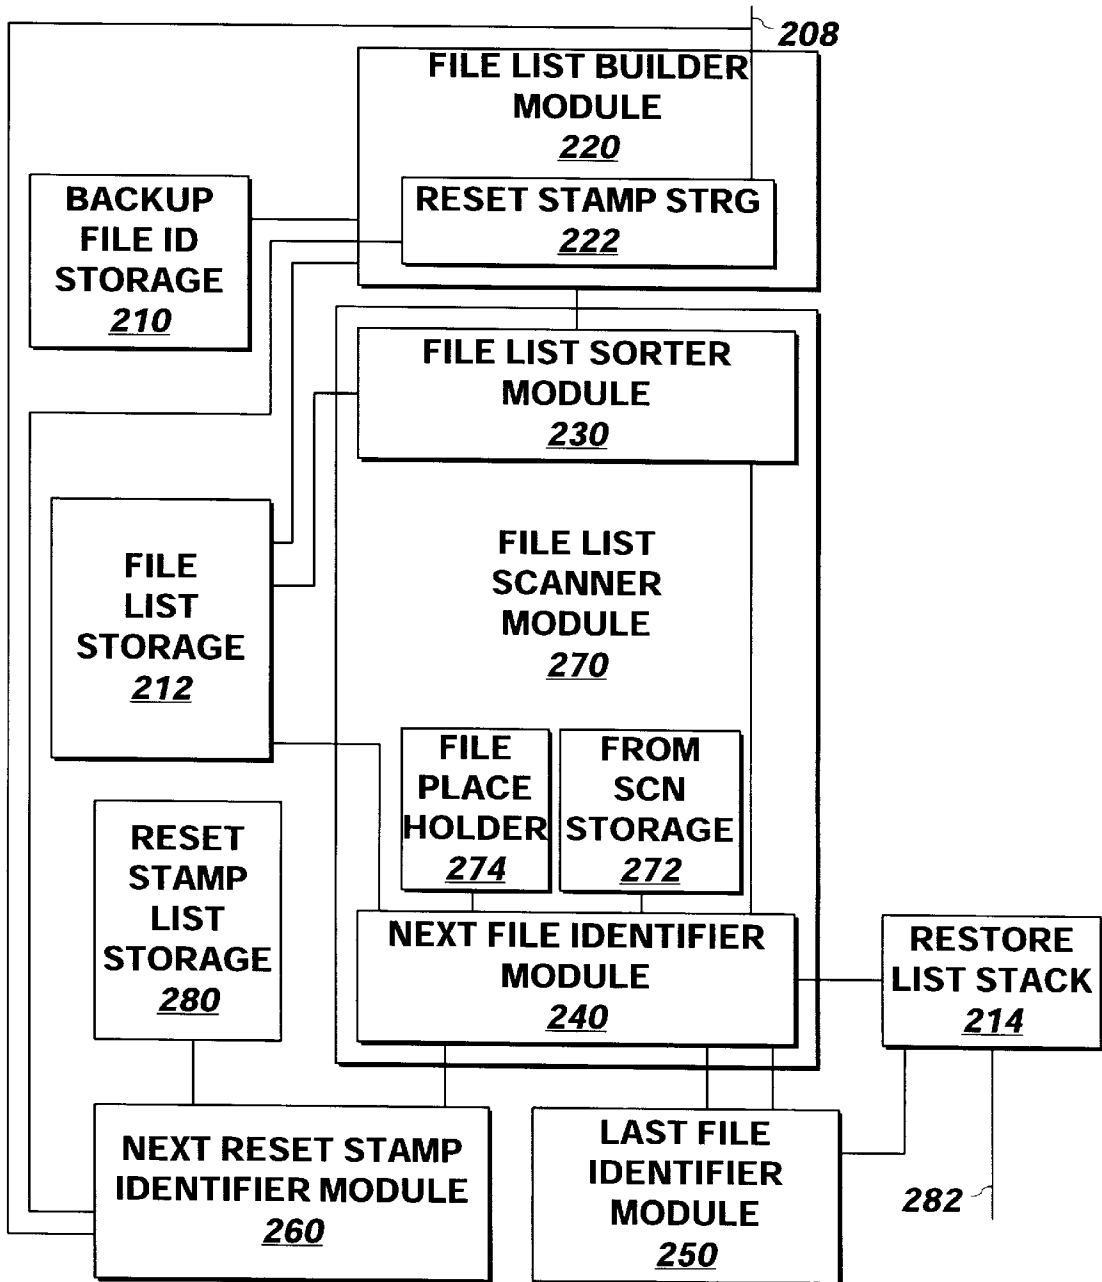 208
FILE LIST BUILDER
MODULE
220
RESET STAMP STRG
222
BACKUP
FILE ID
STORAGE
210
FILE LIST SORTER
MODULE
230
FILE
LIST
STORAGE
212
FILE LIST
SCANNER
MODULE
270
FILE
PLACE
HOLDER
274
FROM
SCN
STORAGE
272
RESET
STAMP
LIST
STORAGE
280
NEXT FILE IDENTIFIER
MODULE
240
RESTORE
LIST STACK
214
NEXT RESET STAMP
IDENTIFIER MODULE
260
LAST FILE
IDENTIFIER
MODULE
250
282